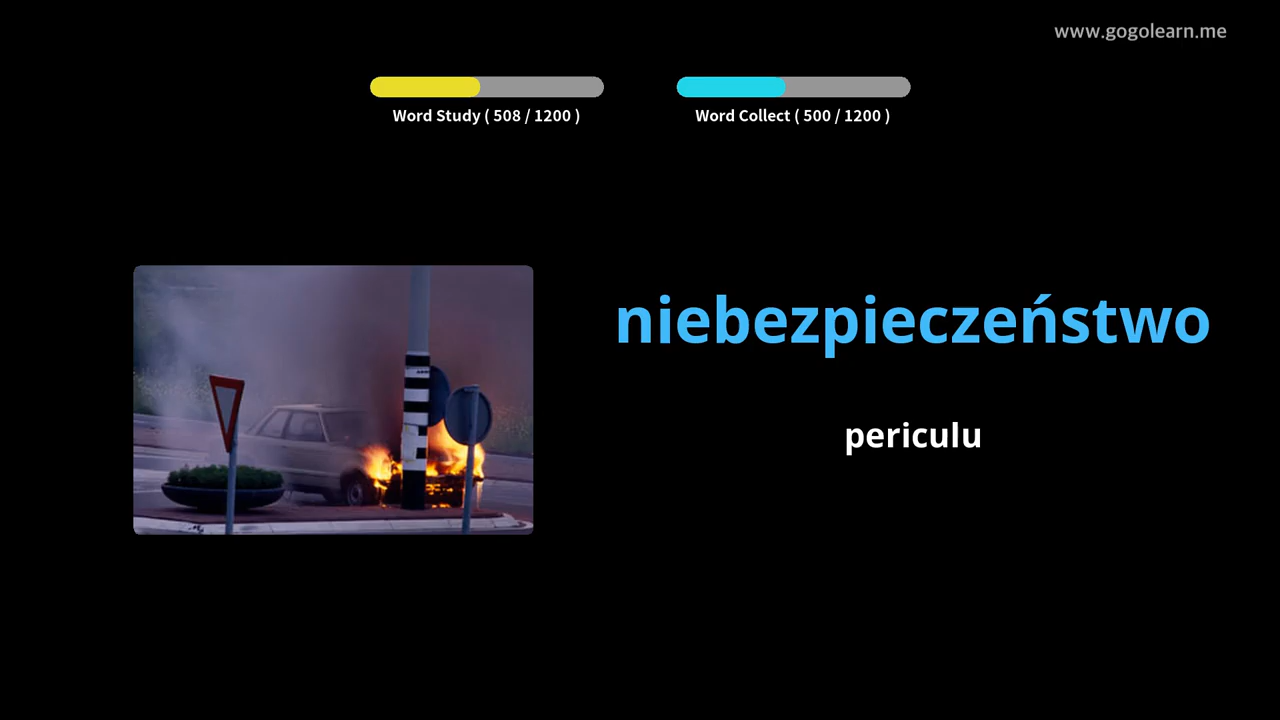 www.gogolearn.me
Word Study ( 508 / 1200 )
Word Collect ( 500 / 1200 )
niebezpieczeństwo
periculu